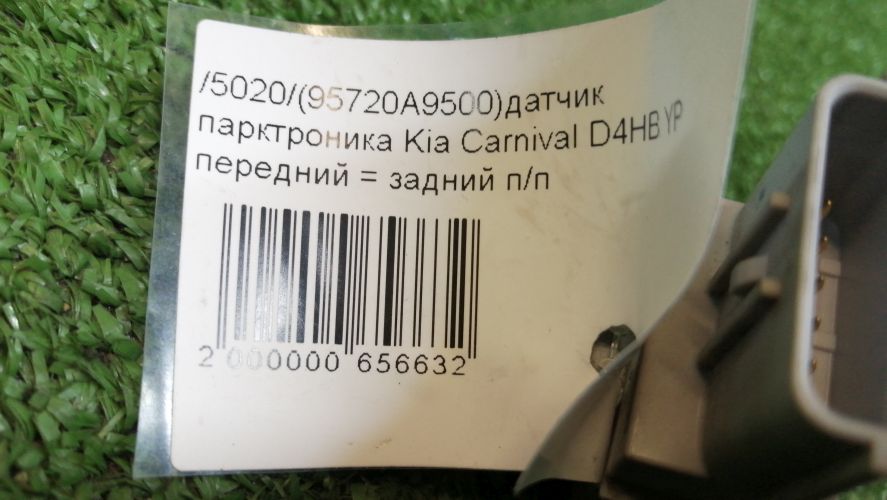 /5020/(95720A9500)датчик
парктроника Kia Carnival D4HB YP
передний = задний п/п
2 000000 656632